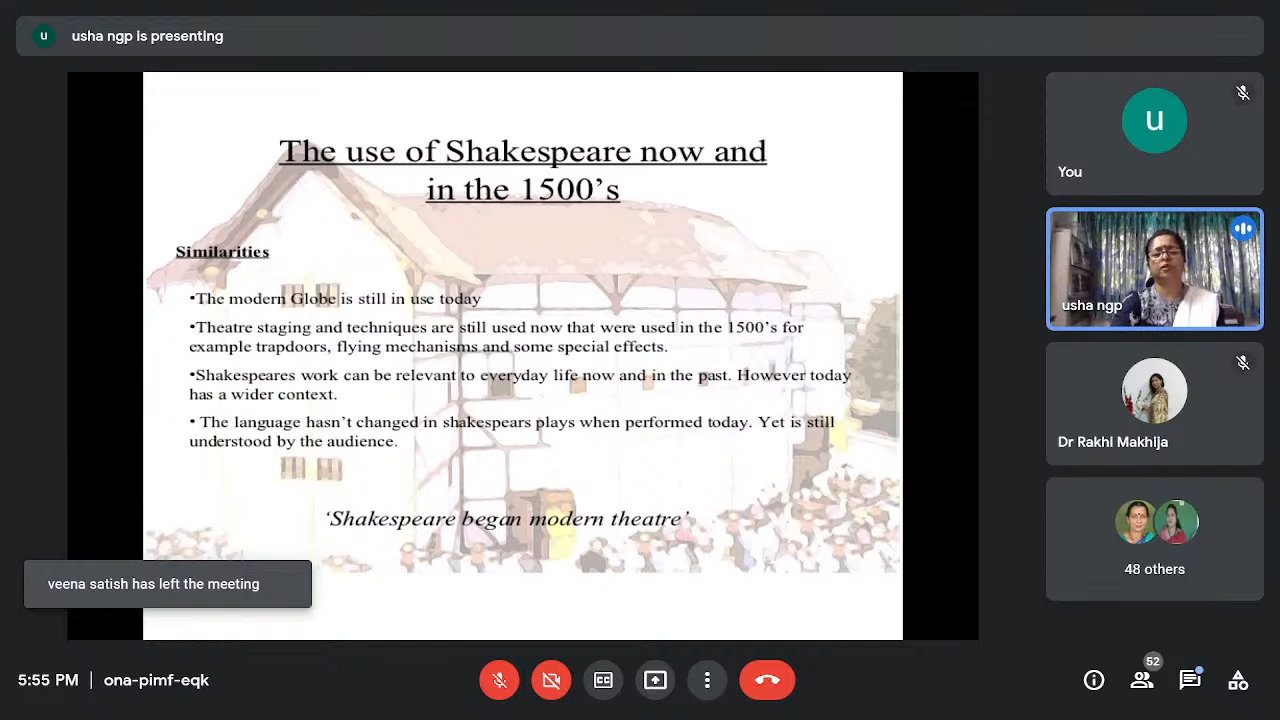 u
usha ngp is presenting
The use of Shakespeare now and
in the 1500's
Similarities
•The modern Globe is still in use today
•Theatre staging and techniques are still used now that were used in the 1500's for
example trapdoors, flying mechanisms and some special effects.
•Shakespeares work can be relevant to everyday life now and in the past. However today
has a wider context.
• The language hasn't changed in shakespears plays when performed today. Yet is still
understood by the audience.
'Shakespeare began modern theatre'
veena satish has left the meeting
u
You
usha ngp
Dr Rakhi Makhija
48 others
5:55 PM | ona-pimf-eqk
52